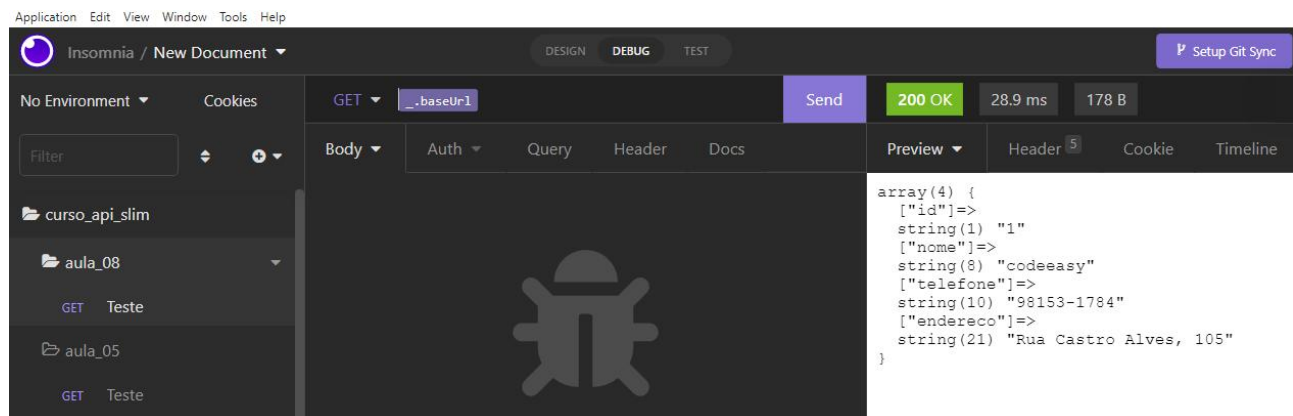 Application Edit View Window Tools Help
Insomnia / New Document
DESIGN DEBUG TEST
Setup Git Sync
No Environment Cookies
GET _.baseUrl Send
200 OK 28.9 ms 178 B
Filter
Body Auth Query Header Docs
Preview Header 5 Cookie Timeline
curso_api_slim
aula_08
GET Teste
aula_05
GET Teste
array(4) {
["id"]=>
string(1) "1"
["nome"]=>
string(8) "codeeasy"
["telefone"]=>
string(10) "98153-1784"
["endereco"]=>
string(21) "Rua Castro Alves, 105"
}